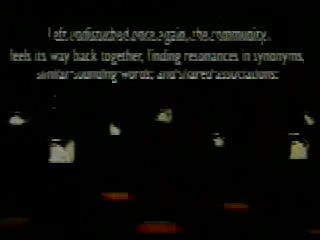 Left undisturbed once again, the community
feels its way back together, finding resonances in synonyms,
similar sounding words, and shared associations.